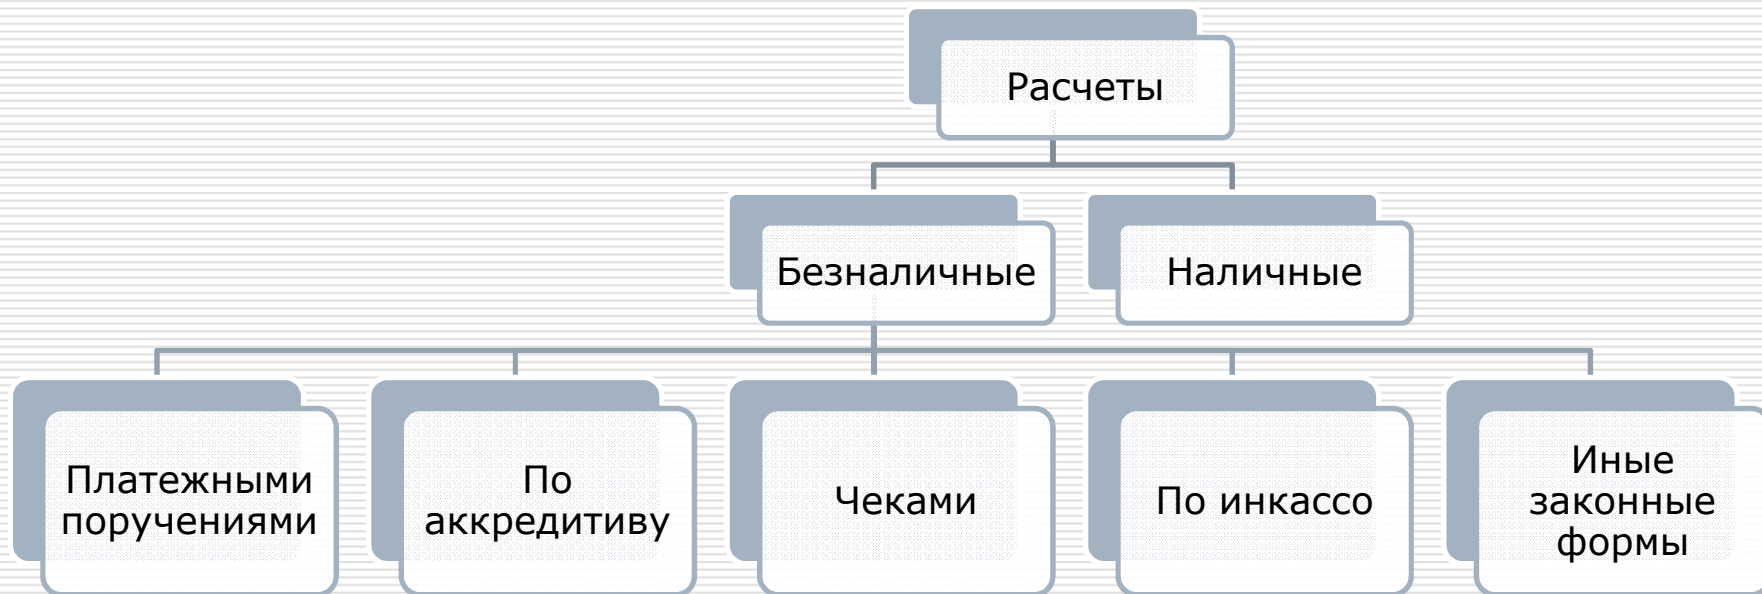 Расчеты
Безналичные
Наличные
Платежными
поручениями
По
аккредитиву
Чеками
По инкассо
Иные
законные
формы